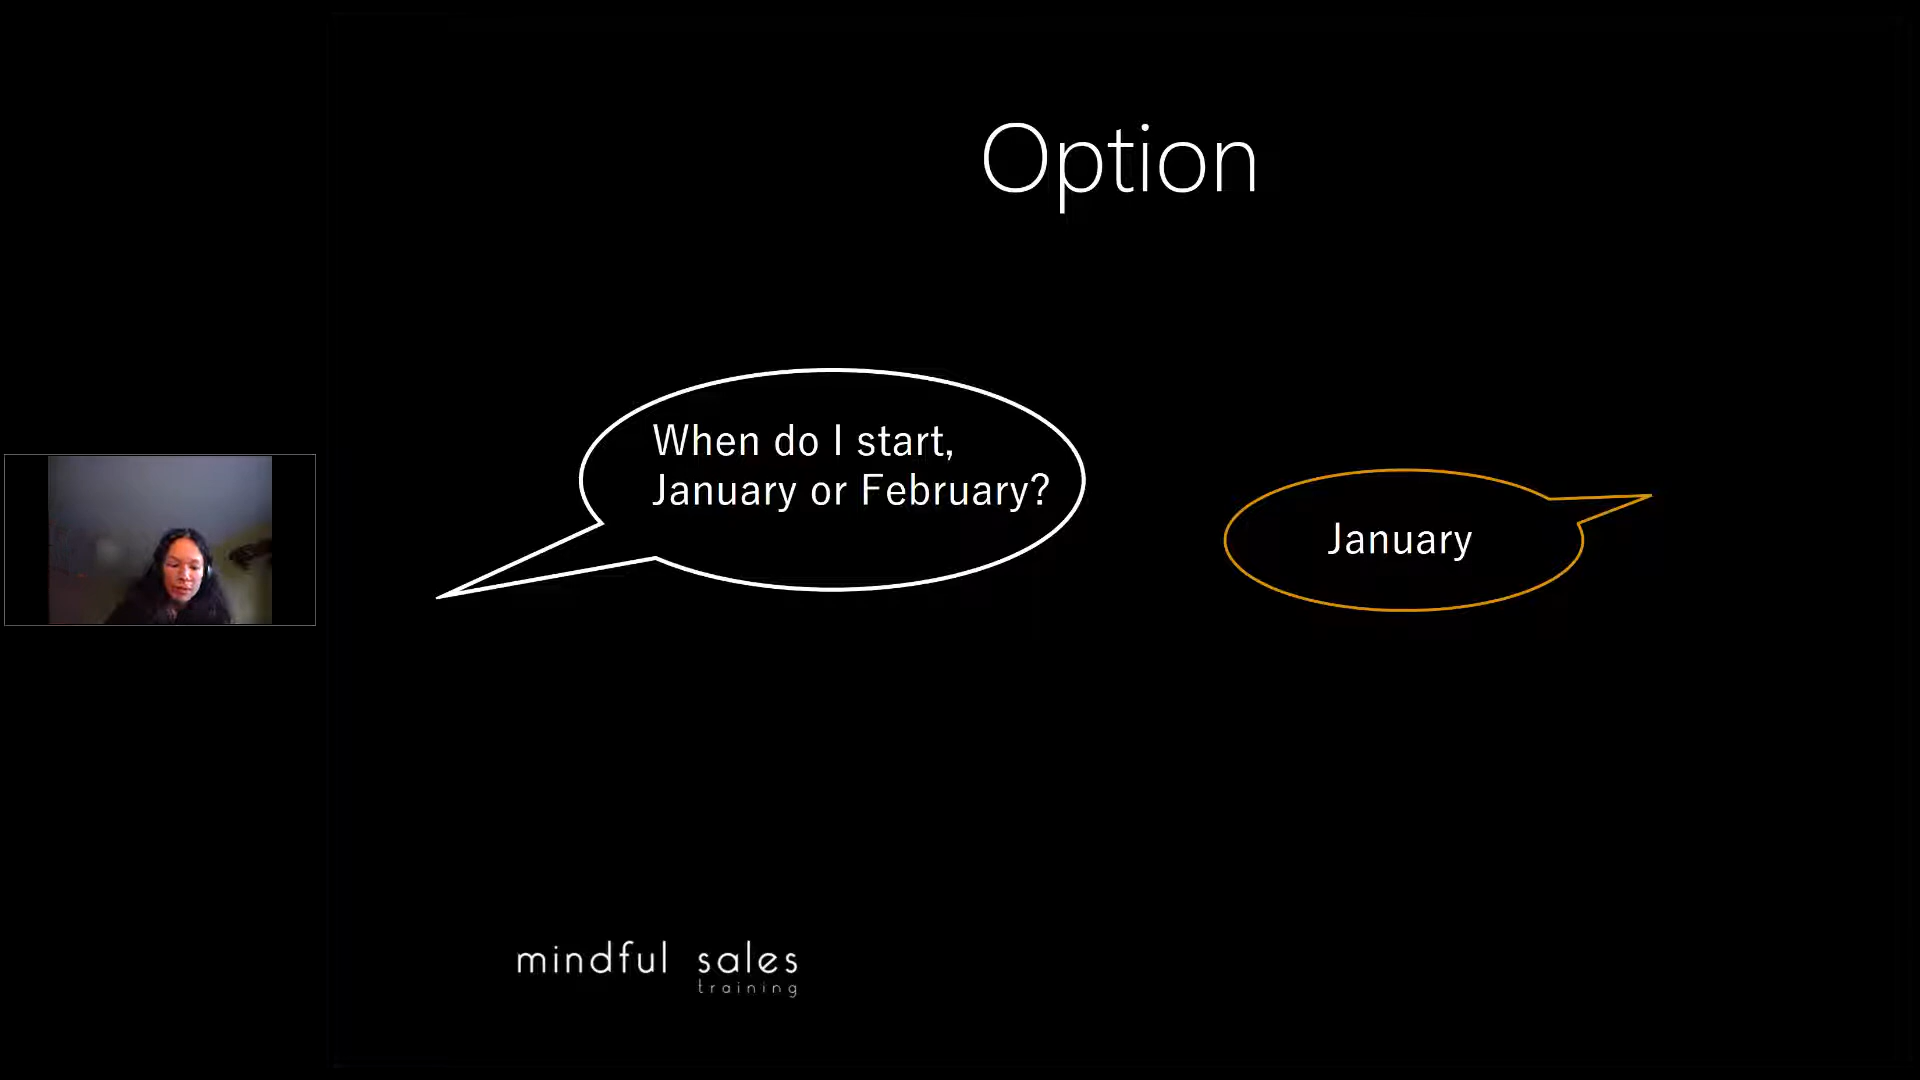 Option
When do I start,
January or February?
January
mindful sales
training